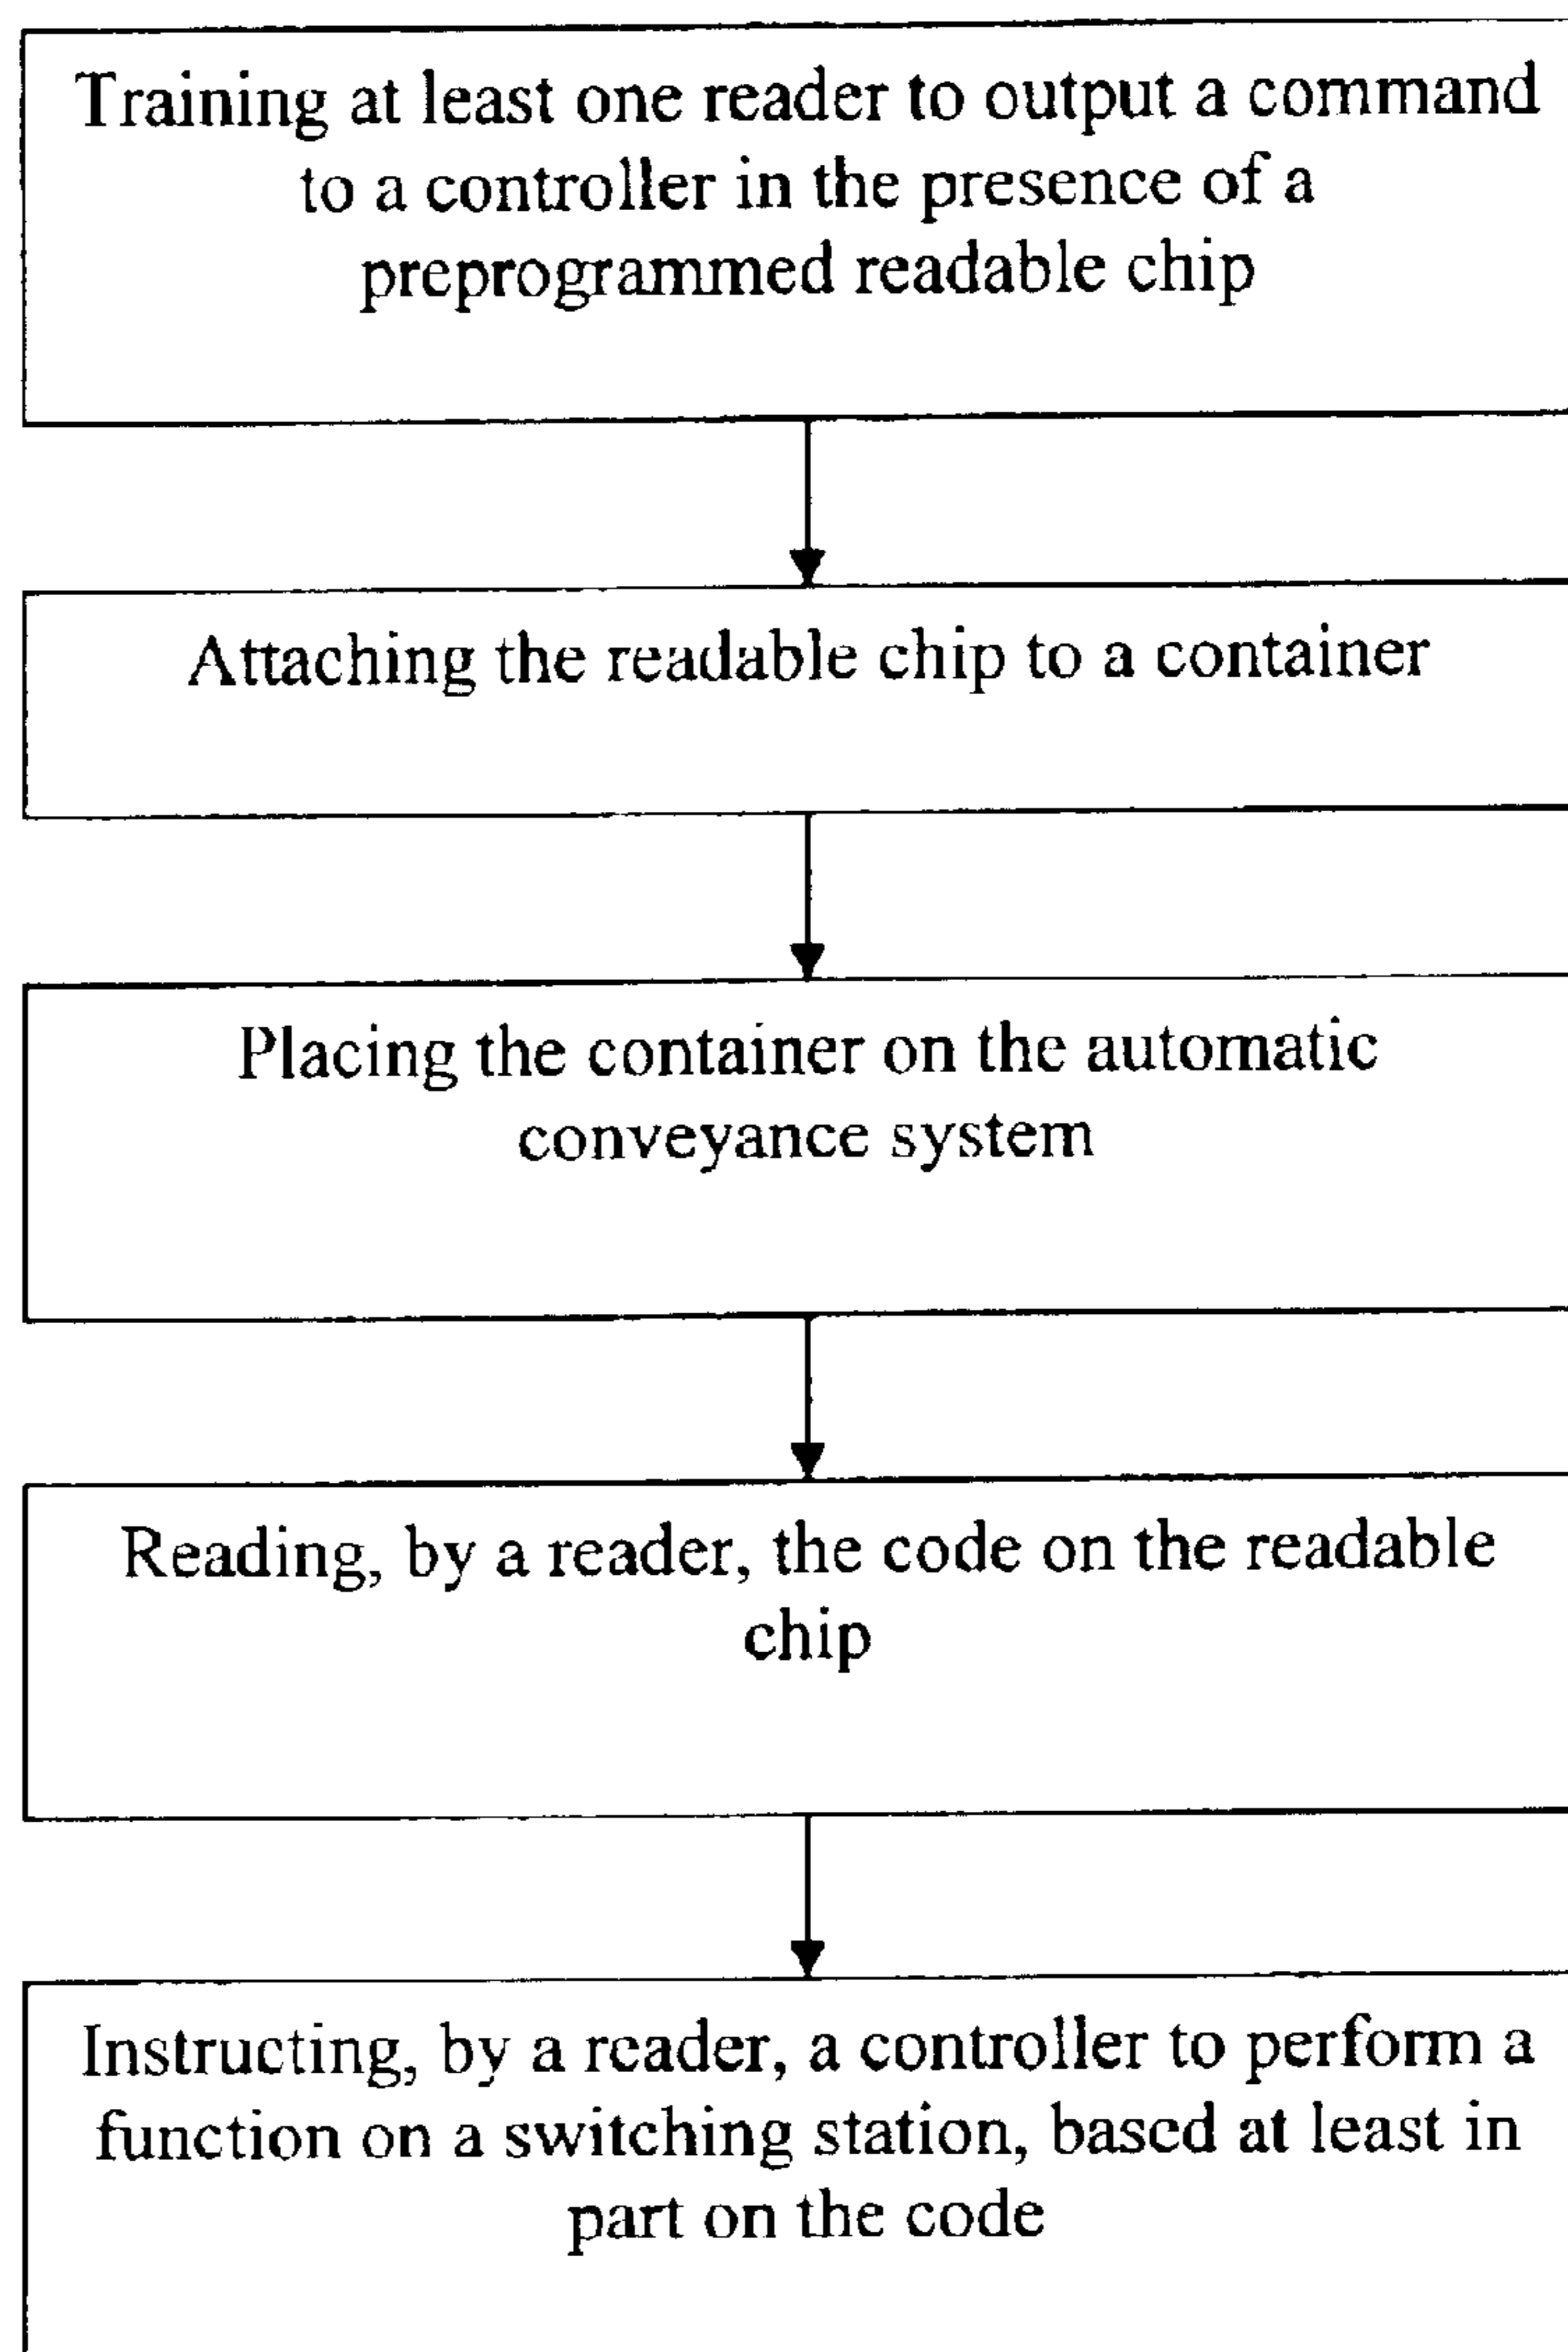 Training at least one reader to output a command
to a controller in the presence of a
preprogrammed readable chip
Attaching the readable chip to a container
Placing the container on the automatic
conveyance system
Reading, by a reader, the code on the readable
chip
Instructing, by a reader, a controller to perform a
function on a switching station, based at least in
part on the code